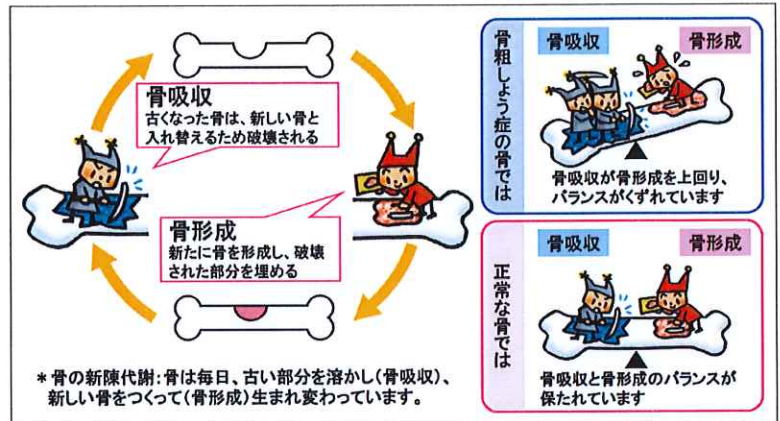 骨吸収
古くなった骨は、新しい骨と
入れ替えるため破壊される
骨形成
新たに骨を形成し、破壊
された部分を埋める
＊骨の新陳代謝:骨は毎日、古い部分を溶かし(骨吸収)、
新しい骨をつくって(骨形成)生まれ変わっています。
骨粗しょう症の骨では
骨吸収
骨形成
骨吸収が骨形成を上回り、
バランスがくずれています
正常な骨では
骨吸収
骨形成
骨吸収と骨形成のバランスが
保たれています